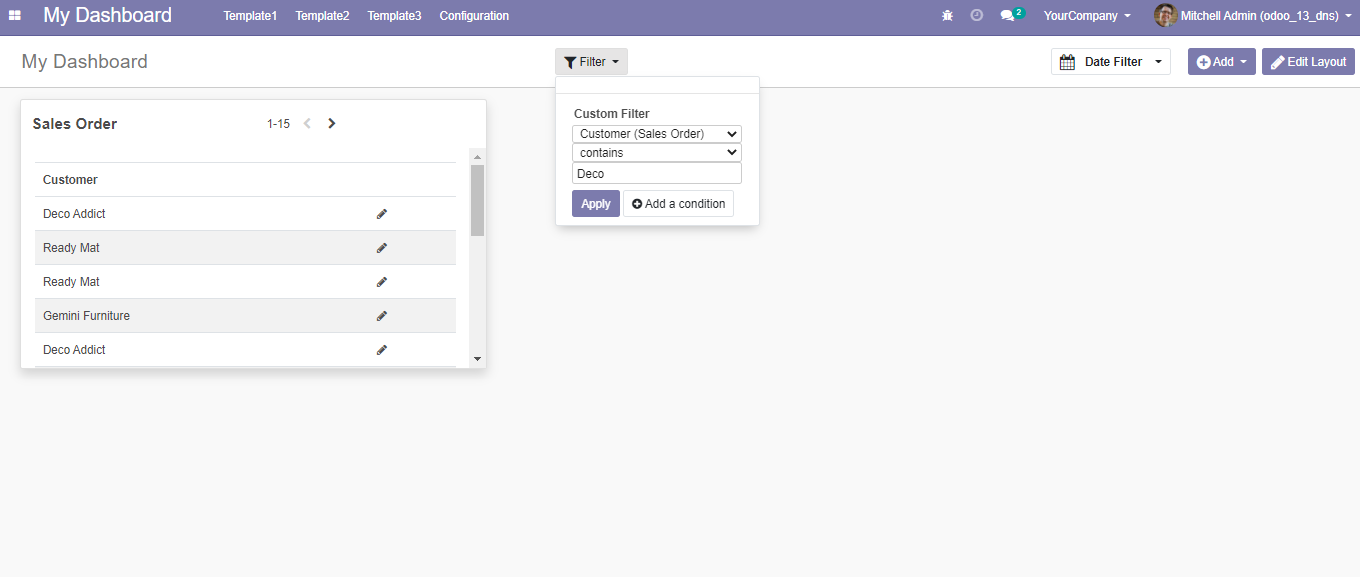 My Dashboard Template1 Template2 Template3 Configuration 2 YourCompany Mitchell Admin (odoo_13_dns)
My Dashboard Filter Date Filter Add Edit Layout
Sales Order 1-15
Customer
Deco Addict
Ready Mat
Ready Mat
Gemini Furniture
Deco Addict
Custom Filter
Customer (Sales Order)
contains
Deco
Apply Add a condition